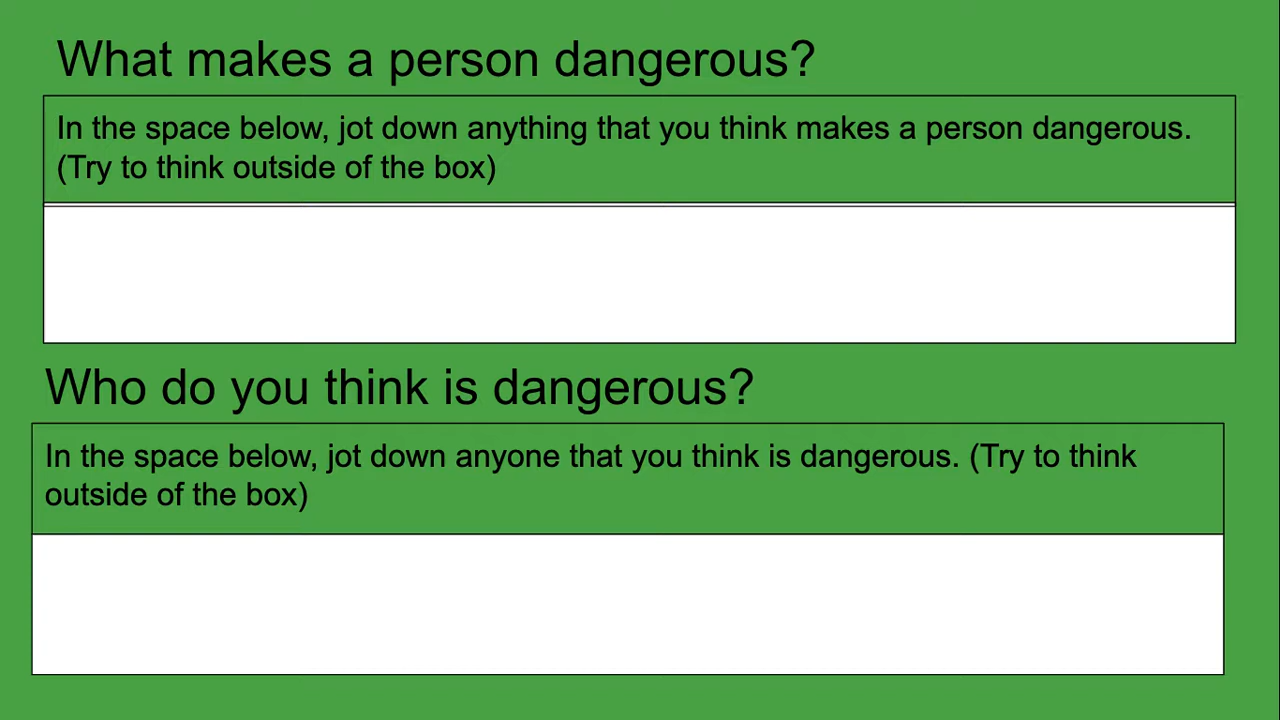 What makes a person dangerous?
In the space below, jot down anything that you think makes a person dangerous.
(Try to think outside of the box)
Who do you think is dangerous?
In the space below, jot down anyone that you think is dangerous. (Try to think
outside of the box)